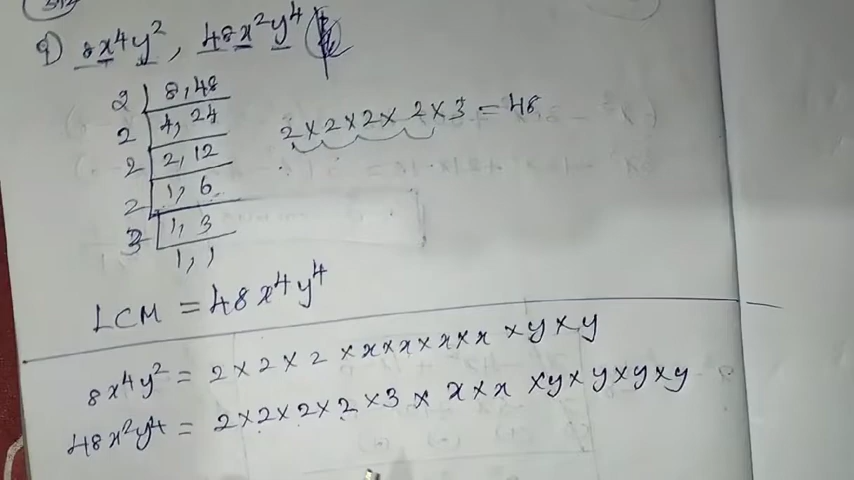 9) 8x⁴y², 48x²y⁴
2 | 8, 48
2 | 4, 24
2 × 2 × 2 × 2 × 3 = 48
2 | 2, 12
2 | 1, 6
3 | 1, 3
1, 1
LCM = 48x⁴y⁴
8x⁴y² = 2 × 2 × 2 × x × x × x × x × y × y
48x²y⁴ = 2 × 2 × 2 × 2 × 3 × x × x × y × y × y × y